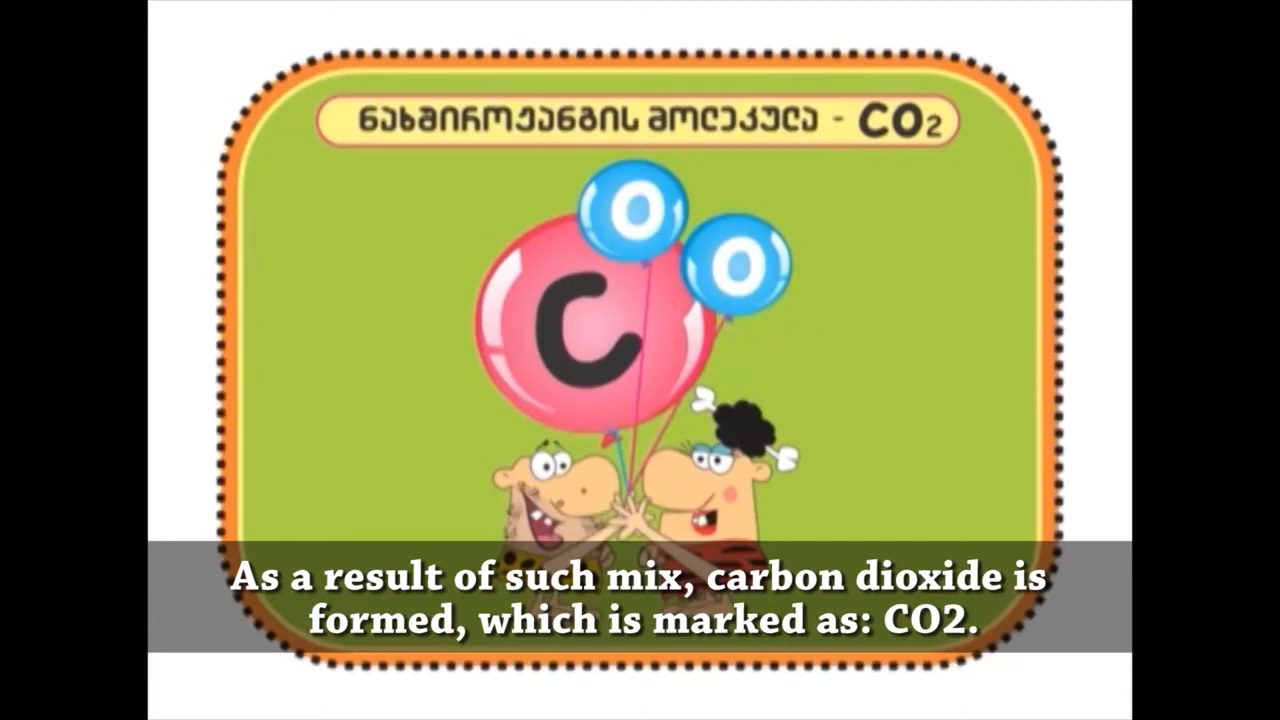 ნახშიროჟანგის მოლეკულა - CO₂
O
O
C
As a result of such mix, carbon dioxide is
formed, which is marked as: CO2.